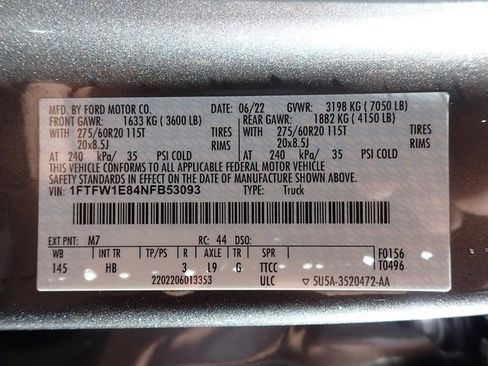 MFD. BY FORD MOTOR CO. 06/22 GVWR: 3198 KG ( 7050 LB)
FRONT GAWR: 1633 KG ( 3600 LB) REAR GAWR: 1882 KG ( 4150 LB)
WITH 275/60R20 115T TIRES WITH 275/60R20 115T TIRES
20x8.5J RIMS 20x8.5J RIMS
AT 240 kPa/ 35 PSI COLD AT 240 kPa/ 35 PSI COLD
THIS VEHICLE CONFORMS TO ALL APPLICABLE FEDERAL MOTOR VEHICLE
SAFETY STANDARDS IN EFFECT ON THE DATE OF MANUFACTURE SHOWN ABOVE.
VIN: 1FTFW1E84NFB53093 TYPE: Truck
EXT PNT: M7 RC: 44 DSO: F0156
WB INT TR TP/PS R AXLE TR SPR T0496
145 HB 3 L9 G TTCC
2202206013353 ULC ▽ 5U5A-3520472-AA